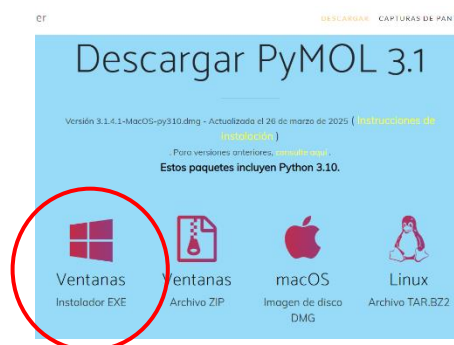 er
DESCARGAR CAPTURAS DE PAN
Descargar PyMOL 3.1
Versión 3.1.4.1-MacOS-py310.dmg - Actualizada el 26 de marzo de 2025 ( Instrucciones de
instalación )
. Para versiones anteriores, consulte aquí .
Estos paquetes incluyen Python 3.10.
Ventanas
Instalador EXE
Ventanas
Archivo ZIP
macOS
Imagen de disco
DMG
Linux
Archivo TAR.BZ2